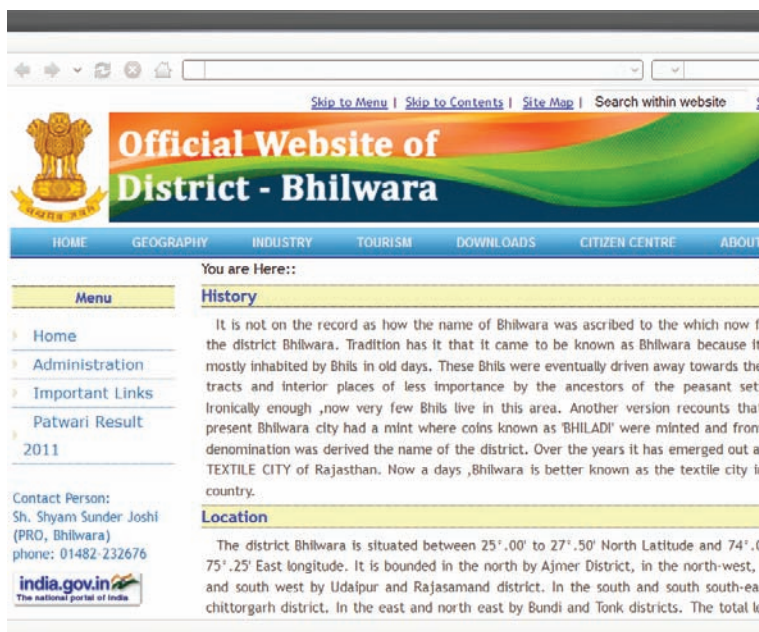 Skip to Menu | Skip to Contents | Site Map | Search within website
Official Website of
District - Bhilwara
सत्यमेव जयते
HOME GEOGRAPHY INDUSTRY TOURISM DOWNLOADS CITIZEN CENTRE ABOUT
You are Here::
Menu
Home
Administration
Important Links
Patwari Result
2011
Contact Person:
Sh. Shyam Sunder Joshi
(PRO, Bhilwara)
phone: 01482-232676
india.gov.in
The national portal of India
History
It is not on the record as how the name of Bhilwara was ascribed to the which now f
the district Bhilwara. Tradition has it that it came to be known as Bhilwara because it
mostly inhabited by Bhils in old days. These Bhils were eventually driven away towards the
tracts and interior places of less importance by the ancestors of the peasant set
Ironically enough ,now very few Bhils live in this area. Another version recounts that
present Bhilwara city had a mint where coins known as 'BHILADI' were minted and from
denomination was derived the name of the district. Over the years it has emerged out a
TEXTILE CITY of Rajasthan. Now a days ,Bhilwara is better known as the textile city in
country.
Location
The district Bhilwara is situated between 25°.00' to 27°.50' North Latitude and 74°.0
75°.25' East longitude. It is bounded in the north by Ajmer District, in the north-west,
and south west by Udaipur and Rajasamand district. In the south and south south-ea
chittorgarh district. In the east and north east by Bundi and Tonk districts. The total le